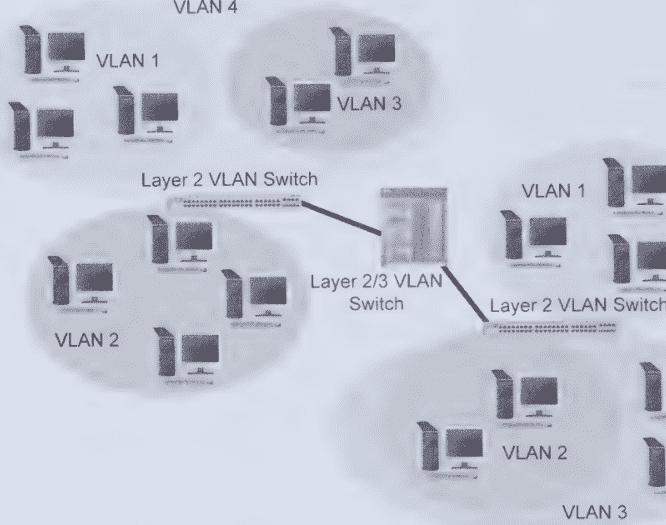 VLAN 4
VLAN 1
VLAN 3
Layer 2 VLAN Switch
VLAN 1
Layer 2/3 VLAN
Switch
Layer 2 VLAN Switch
VLAN 2
VLAN 2
VLAN 3